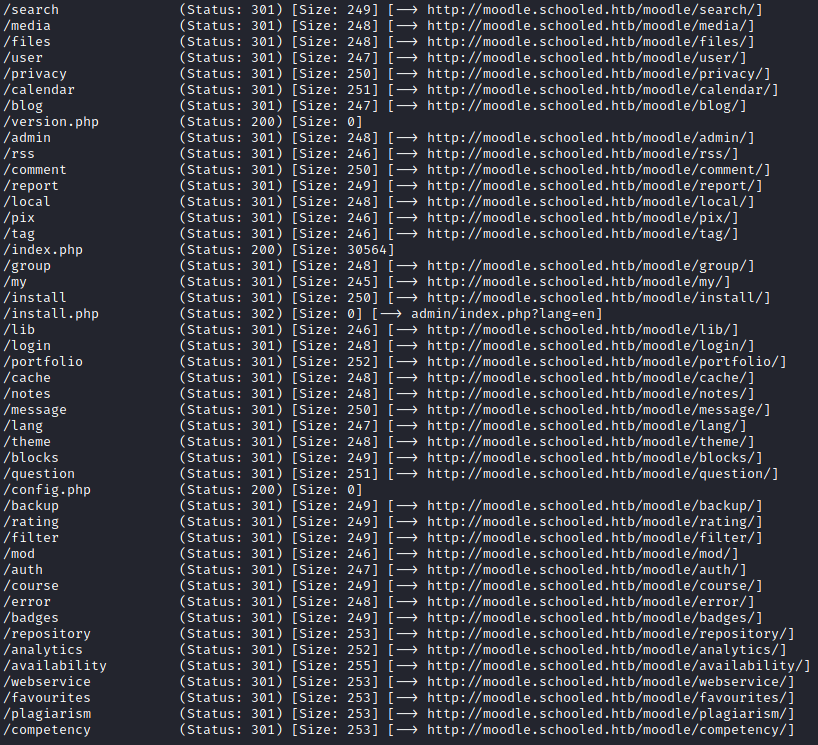 /search (Status: 301) [Size: 249] [--> http://moodle.schooled.htb/moodle/search/]
/media (Status: 301) [Size: 248] [--> http://moodle.schooled.htb/moodle/media/]
/files (Status: 301) [Size: 248] [--> http://moodle.schooled.htb/moodle/files/]
/user (Status: 301) [Size: 247] [--> http://moodle.schooled.htb/moodle/user/]
/privacy (Status: 301) [Size: 250] [--> http://moodle.schooled.htb/moodle/privacy/]
/calendar (Status: 301) [Size: 251] [--> http://moodle.schooled.htb/moodle/calendar/]
/blog (Status: 301) [Size: 247] [--> http://moodle.schooled.htb/moodle/blog/]
/version.php (Status: 200) [Size: 0]
/admin (Status: 301) [Size: 248] [--> http://moodle.schooled.htb/moodle/admin/]
/rss (Status: 301) [Size: 246] [--> http://moodle.schooled.htb/moodle/rss/]
/comment (Status: 301) [Size: 250] [--> http://moodle.schooled.htb/moodle/comment/]
/report (Status: 301) [Size: 249] [--> http://moodle.schooled.htb/moodle/report/]
/local (Status: 301) [Size: 248] [--> http://moodle.schooled.htb/moodle/local/]
/pix (Status: 301) [Size: 246] [--> http://moodle.schooled.htb/moodle/pix/]
/tag (Status: 301) [Size: 246] [--> http://moodle.schooled.htb/moodle/tag/]
/index.php (Status: 200) [Size: 30564]
/group (Status: 301) [Size: 248] [--> http://moodle.schooled.htb/moodle/group/]
/my (Status: 301) [Size: 245] [--> http://moodle.schooled.htb/moodle/my/]
/install (Status: 301) [Size: 250] [--> http://moodle.schooled.htb/moodle/install/]
/install.php (Status: 302) [Size: 0] [--> admin/index.php?lang=en]
/lib (Status: 301) [Size: 246] [--> http://moodle.schooled.htb/moodle/lib/]
/login (Status: 301) [Size: 248] [--> http://moodle.schooled.htb/moodle/login/]
/portfolio (Status: 301) [Size: 252] [--> http://moodle.schooled.htb/moodle/portfolio/]
/cache (Status: 301) [Size: 248] [--> http://moodle.schooled.htb/moodle/cache/]
/notes (Status: 301) [Size: 248] [--> http://moodle.schooled.htb/moodle/notes/]
/message (Status: 301) [Size: 250] [--> http://moodle.schooled.htb/moodle/message/]
/lang (Status: 301) [Size: 247] [--> http://moodle.schooled.htb/moodle/lang/]
/theme (Status: 301) [Size: 248] [--> http://moodle.schooled.htb/moodle/theme/]
/blocks (Status: 301) [Size: 249] [--> http://moodle.schooled.htb/moodle/blocks/]
/question (Status: 301) [Size: 251] [--> http://moodle.schooled.htb/moodle/question/]
/config.php (Status: 200) [Size: 0]
/backup (Status: 301) [Size: 249] [--> http://moodle.schooled.htb/moodle/backup/]
/rating (Status: 301) [Size: 249] [--> http://moodle.schooled.htb/moodle/rating/]
/filter (Status: 301) [Size: 249] [--> http://moodle.schooled.htb/moodle/filter/]
/mod (Status: 301) [Size: 246] [--> http://moodle.schooled.htb/moodle/mod/]
/auth (Status: 301) [Size: 247] [--> http://moodle.schooled.htb/moodle/auth/]
/course (Status: 301) [Size: 249] [--> http://moodle.schooled.htb/moodle/course/]
/error (Status: 301) [Size: 248] [--> http://moodle.schooled.htb/moodle/error/]
/badges (Status: 301) [Size: 249] [--> http://moodle.schooled.htb/moodle/badges/]
/repository (Status: 301) [Size: 253] [--> http://moodle.schooled.htb/moodle/repository/]
/analytics (Status: 301) [Size: 252] [--> http://moodle.schooled.htb/moodle/analytics/]
/availability (Status: 301) [Size: 255] [--> http://moodle.schooled.htb/moodle/availability/]
/webservice (Status: 301) [Size: 253] [--> http://moodle.schooled.htb/moodle/webservice/]
/favourites (Status: 301) [Size: 253] [--> http://moodle.schooled.htb/moodle/favourites/]
/plagiarism (Status: 301) [Size: 253] [--> http://moodle.schooled.htb/moodle/plagiarism/]
/competency (Status: 301) [Size: 253] [--> http://moodle.schooled.htb/moodle/competency/]